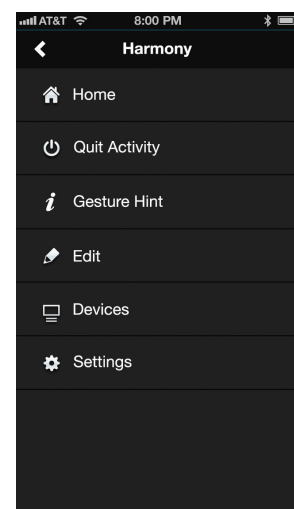 AT&T 8:00 PM
Harmony
Home
Quit Activity
Gesture Hint
Edit
Devices
Settings